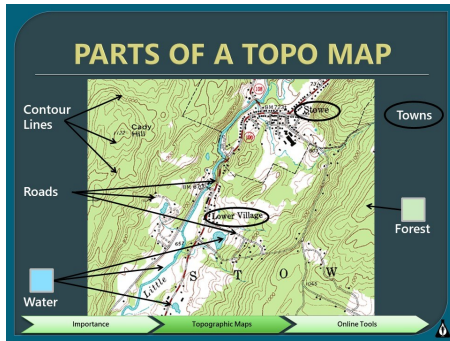 PARTS OF A TOPO MAP
Contour
Lines
Cady
Hill
Stowe
Towns
Roads
Lower Village
Forest
Water
Little
S T O W
Importance
Topographic Maps
Online Tools